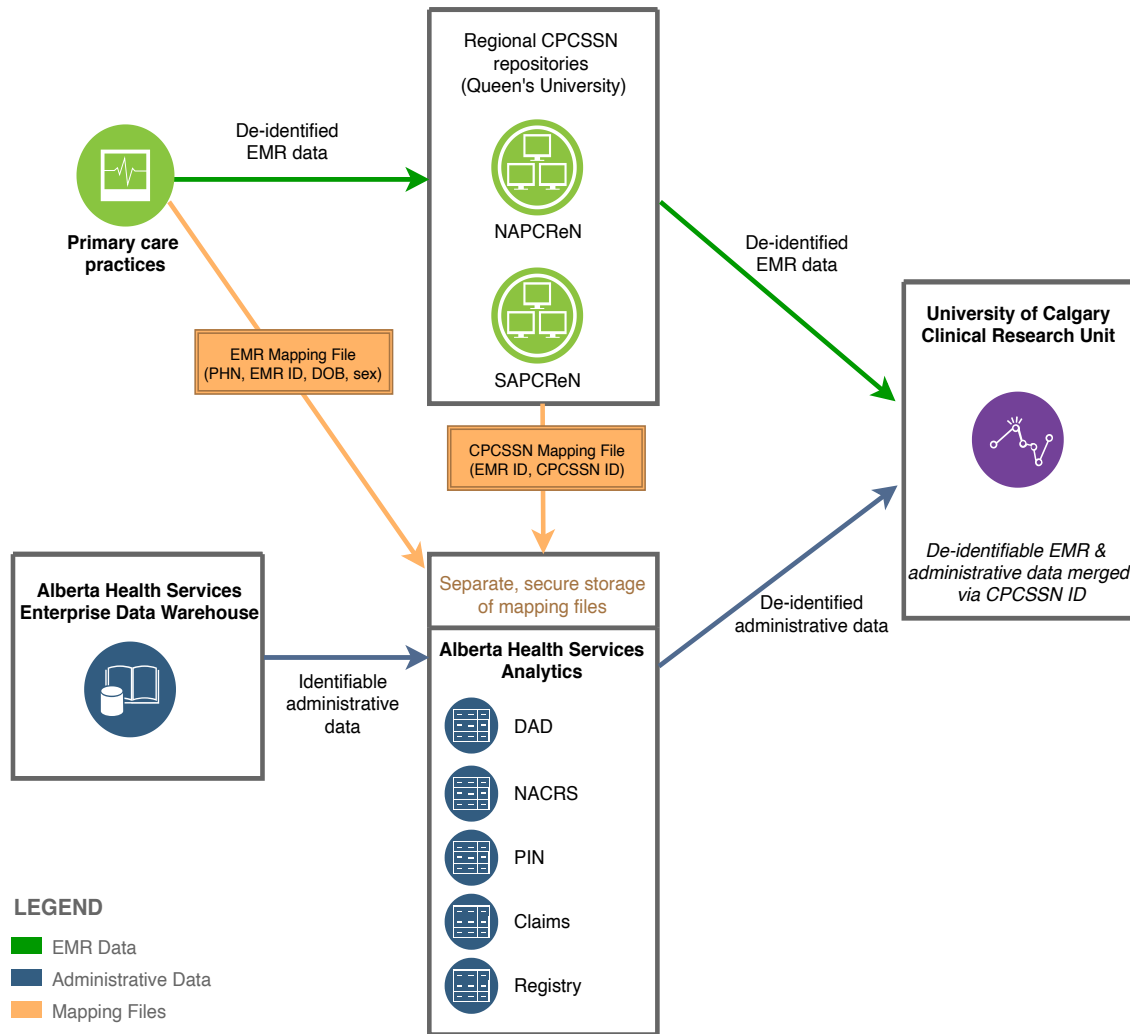 Regional CPCSSN
repositories
(Queen's University)
NAPCReN
SAPCReN
De-identified
EMR data
Primary care
practices
De-identified
EMR data
EMR Mapping File
(PHN, EMR ID, DOB, sex)
CPCSSN Mapping File
(EMR ID, CPCSSN ID)
University of Calgary
Clinical Research Unit
De-identifiable EMR &
administrative data merged
via CPCSSN ID
Alberta Health Services
Enterprise Data Warehouse
Identifiable
administrative
data
Separate, secure storage
of mapping files
Alberta Health Services
Analytics
DAD
NACRS
PIN
Claims
Registry
De-identified
administrative data
LEGEND
EMR Data
Administrative Data
Mapping Files